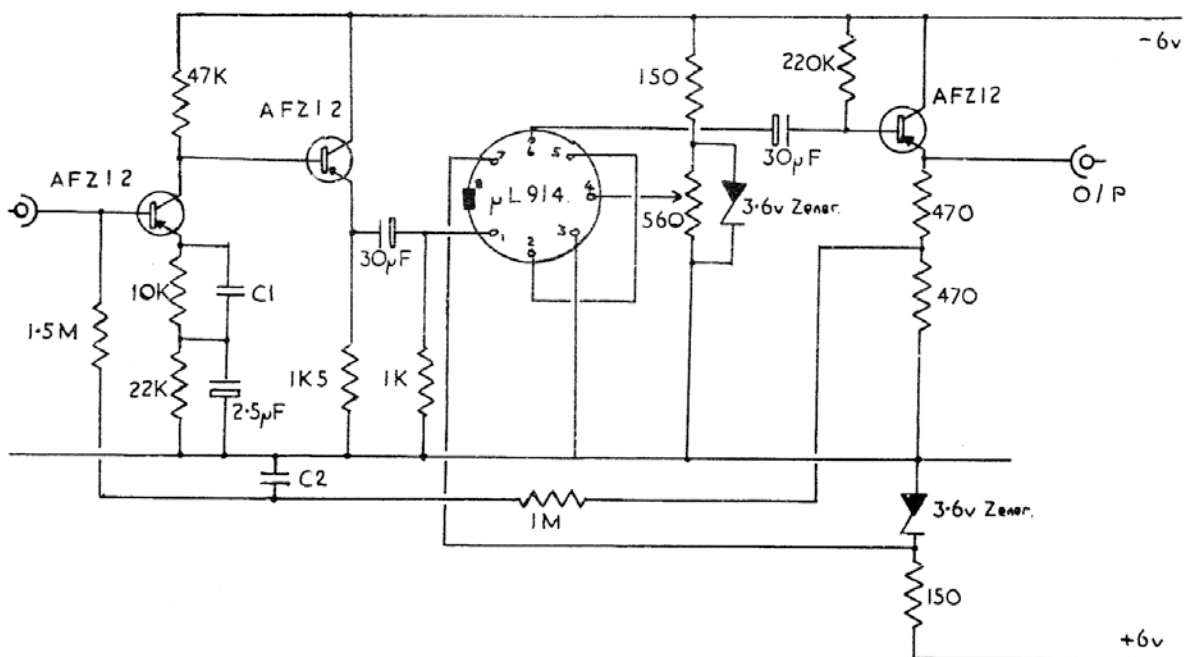 -6v
47K
150
220K
AFZ12
AFZ12
7
6
5
30µF
AFZ12
8
µL914.
4
560
3.6v Zener.
O/P
1
2
3
470
30µF
10K
C1
470
1.5M
22K
2.5µF
1K5
1K
C2
1M
3.6v Zener.
150
+6v